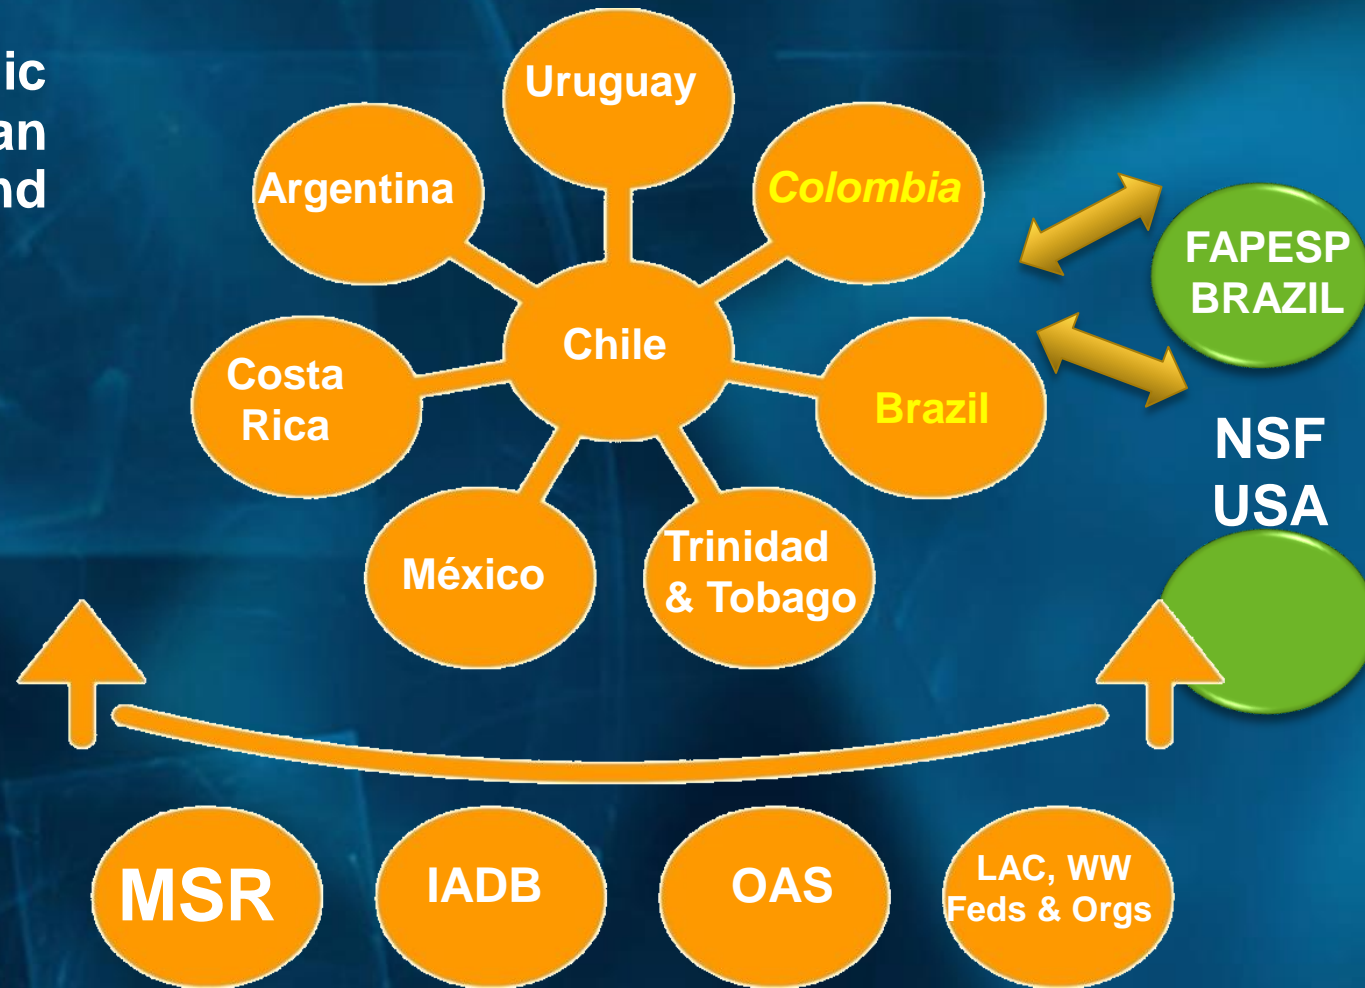 ic
an
nd
Uruguay
Argentina
Colombia
FAPESP
BRAZIL
Chile
Costa
Rica
Brazil
NSF
USA
México
Trinidad
& Tobago
MSR
IADB
OAS
LAC, WW
Feds & Orgs